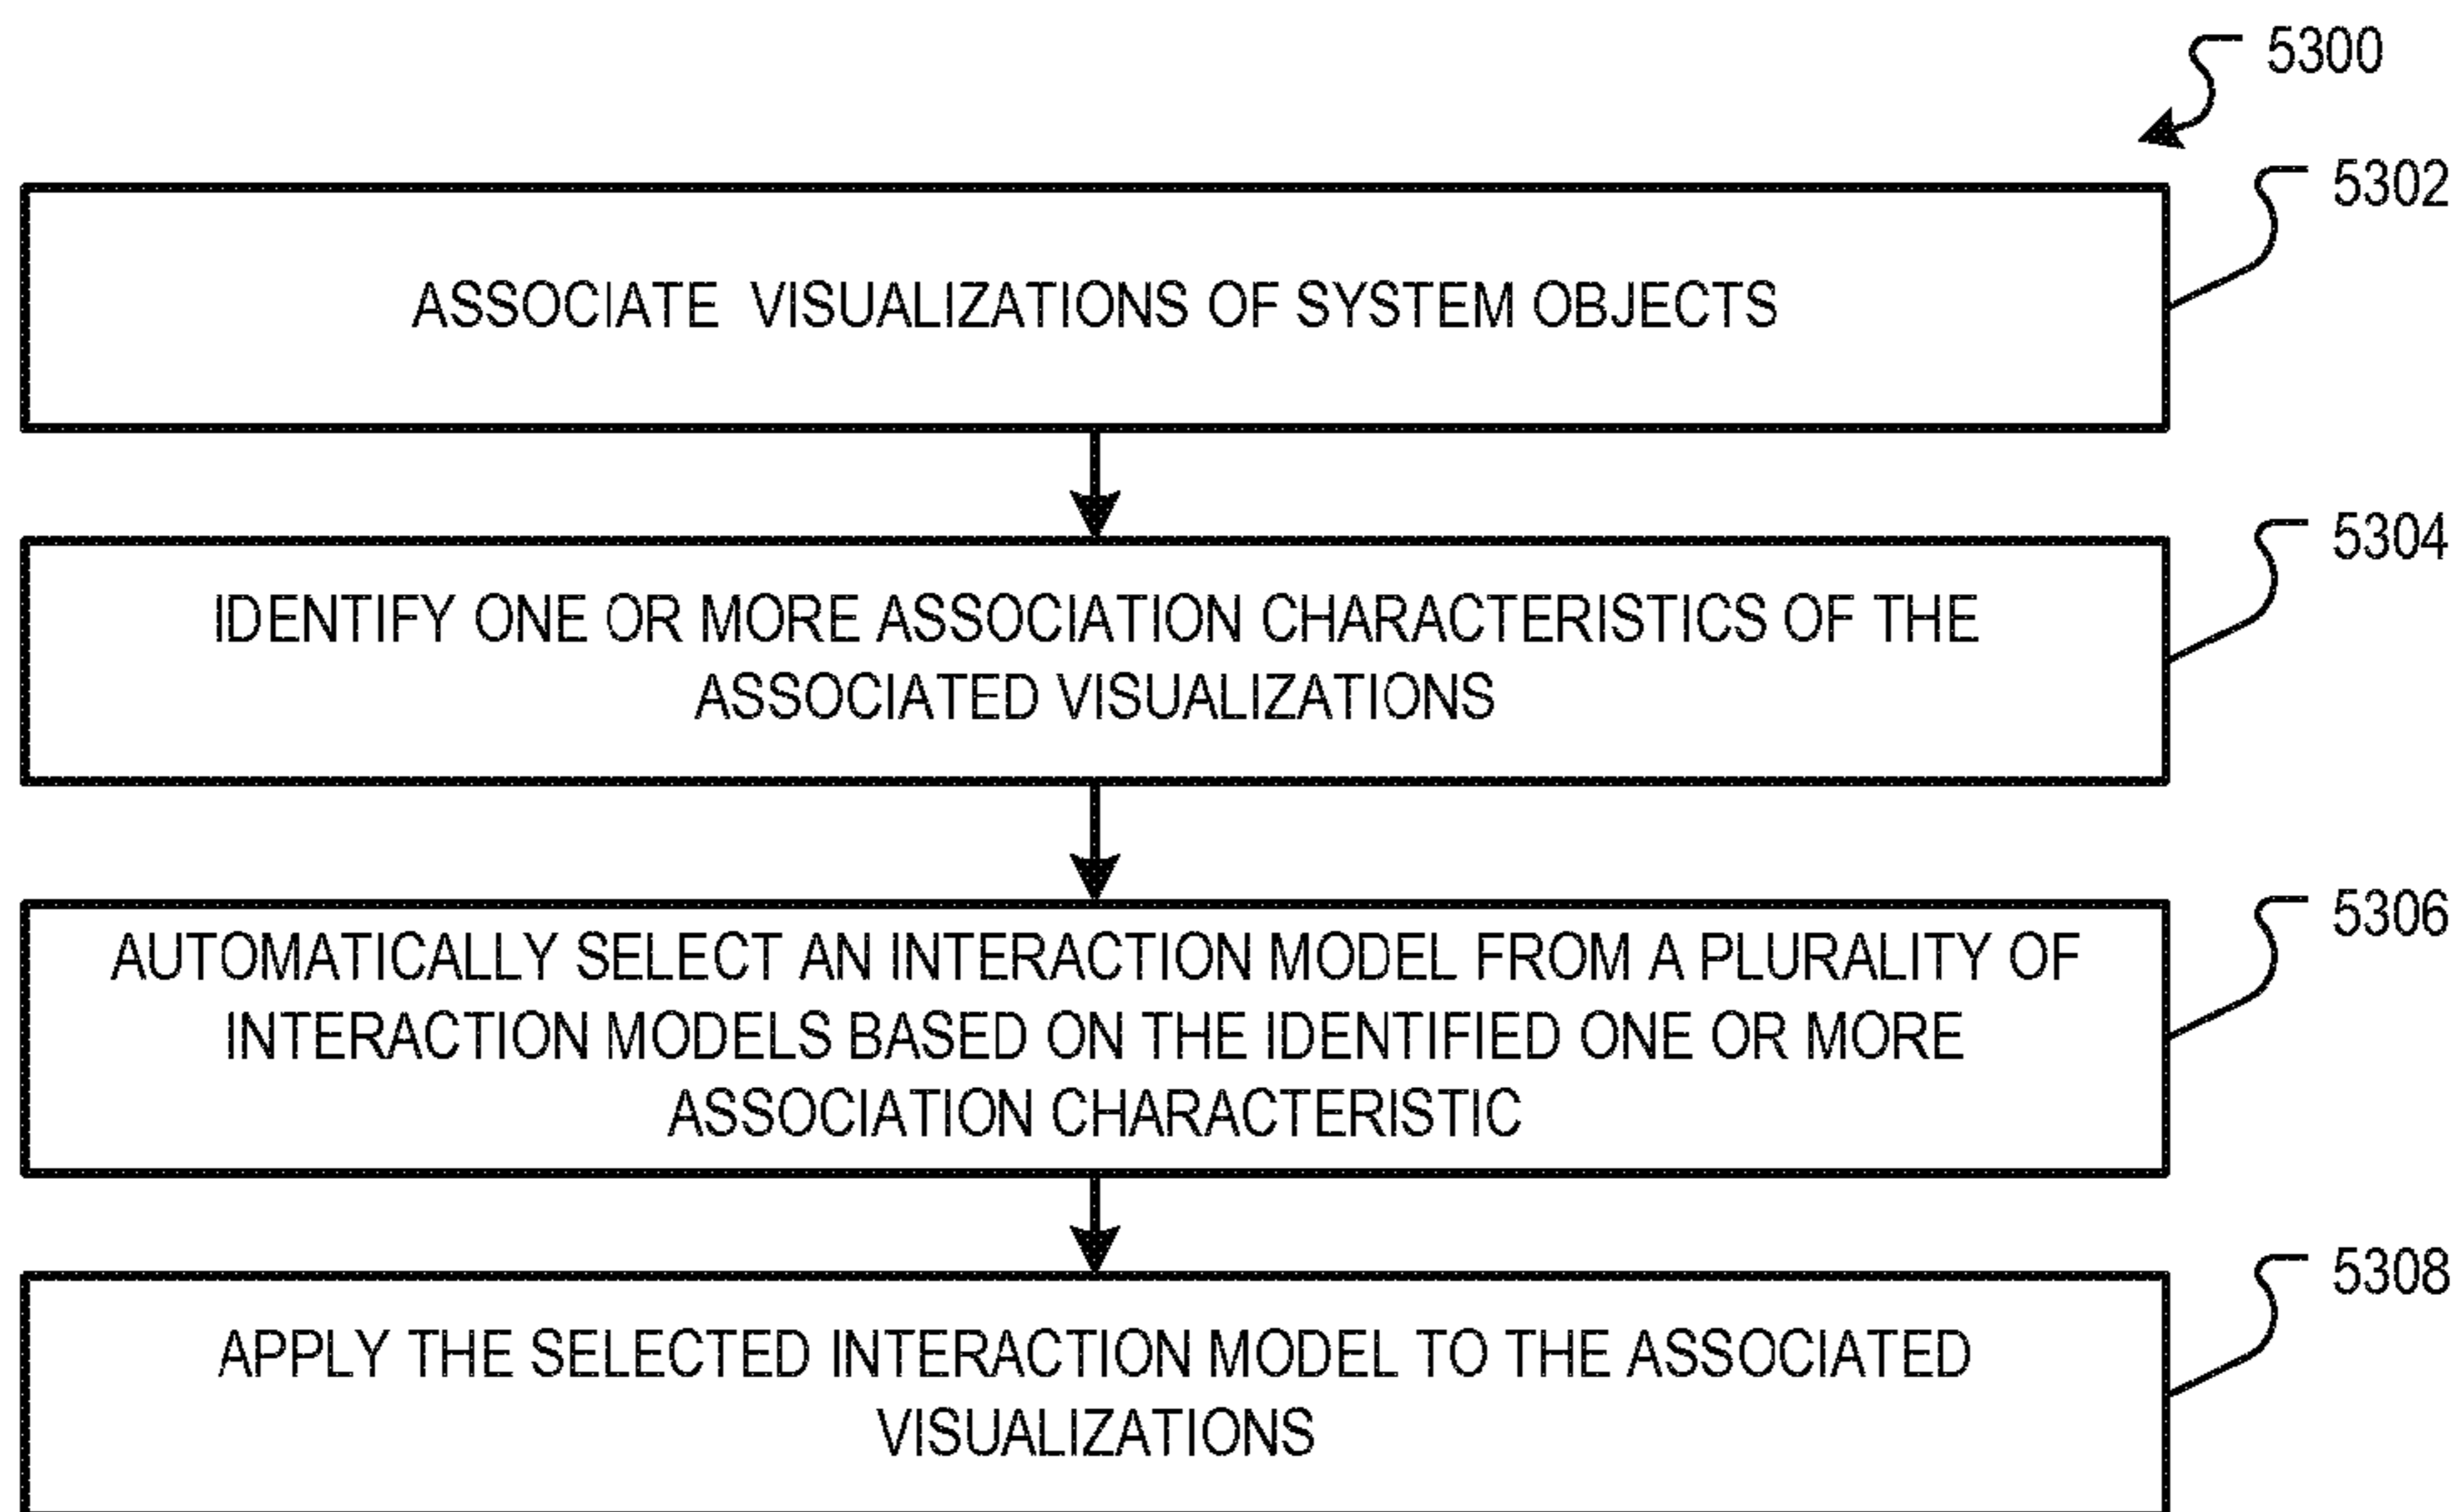 5300
5302
ASSOCIATE VISUALIZATIONS OF SYSTEM OBJECTS
5304
IDENTIFY ONE OR MORE ASSOCIATION CHARACTERISTICS OF THE
ASSOCIATED VISUALIZATIONS
5306
AUTOMATICALLY SELECT AN INTERACTION MODEL FROM A PLURALITY OF
INTERACTION MODELS BASED ON THE IDENTIFIED ONE OR MORE
ASSOCIATION CHARACTERISTIC
5308
APPLY THE SELECTED INTERACTION MODEL TO THE ASSOCIATED
VISUALIZATIONS